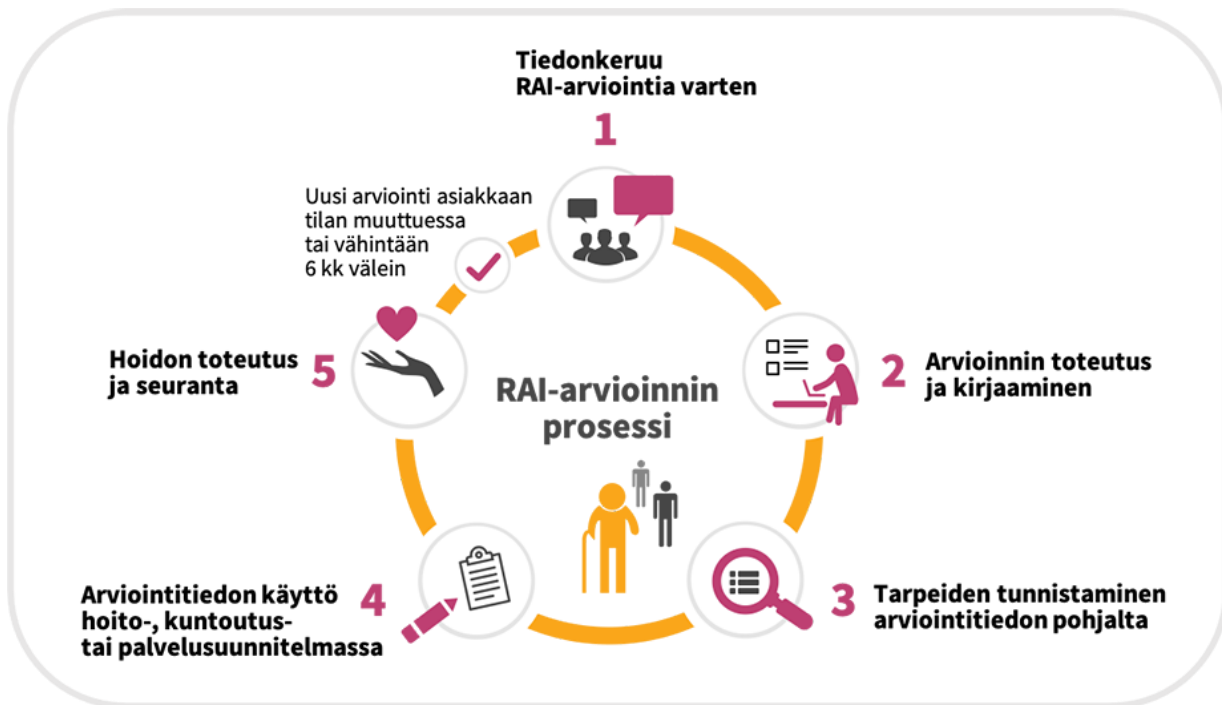 Tiedonkeruu
RAI-arviointia varten
1
Uusi arviointi asiakkaan
tilan muuttuessa
tai vähintään
6 kk välein
2
Arvioinnin toteutus
ja kirjaaminen
RAI-arvioinnin
prosessi
3
Tarpeiden tunnistaminen
arviointitiedon pohjalta
4
Arviointitiedon käyttö
hoito-, kuntoutus-
tai palvelusuunnitelmassa
5
Hoidon toteutus
ja seuranta